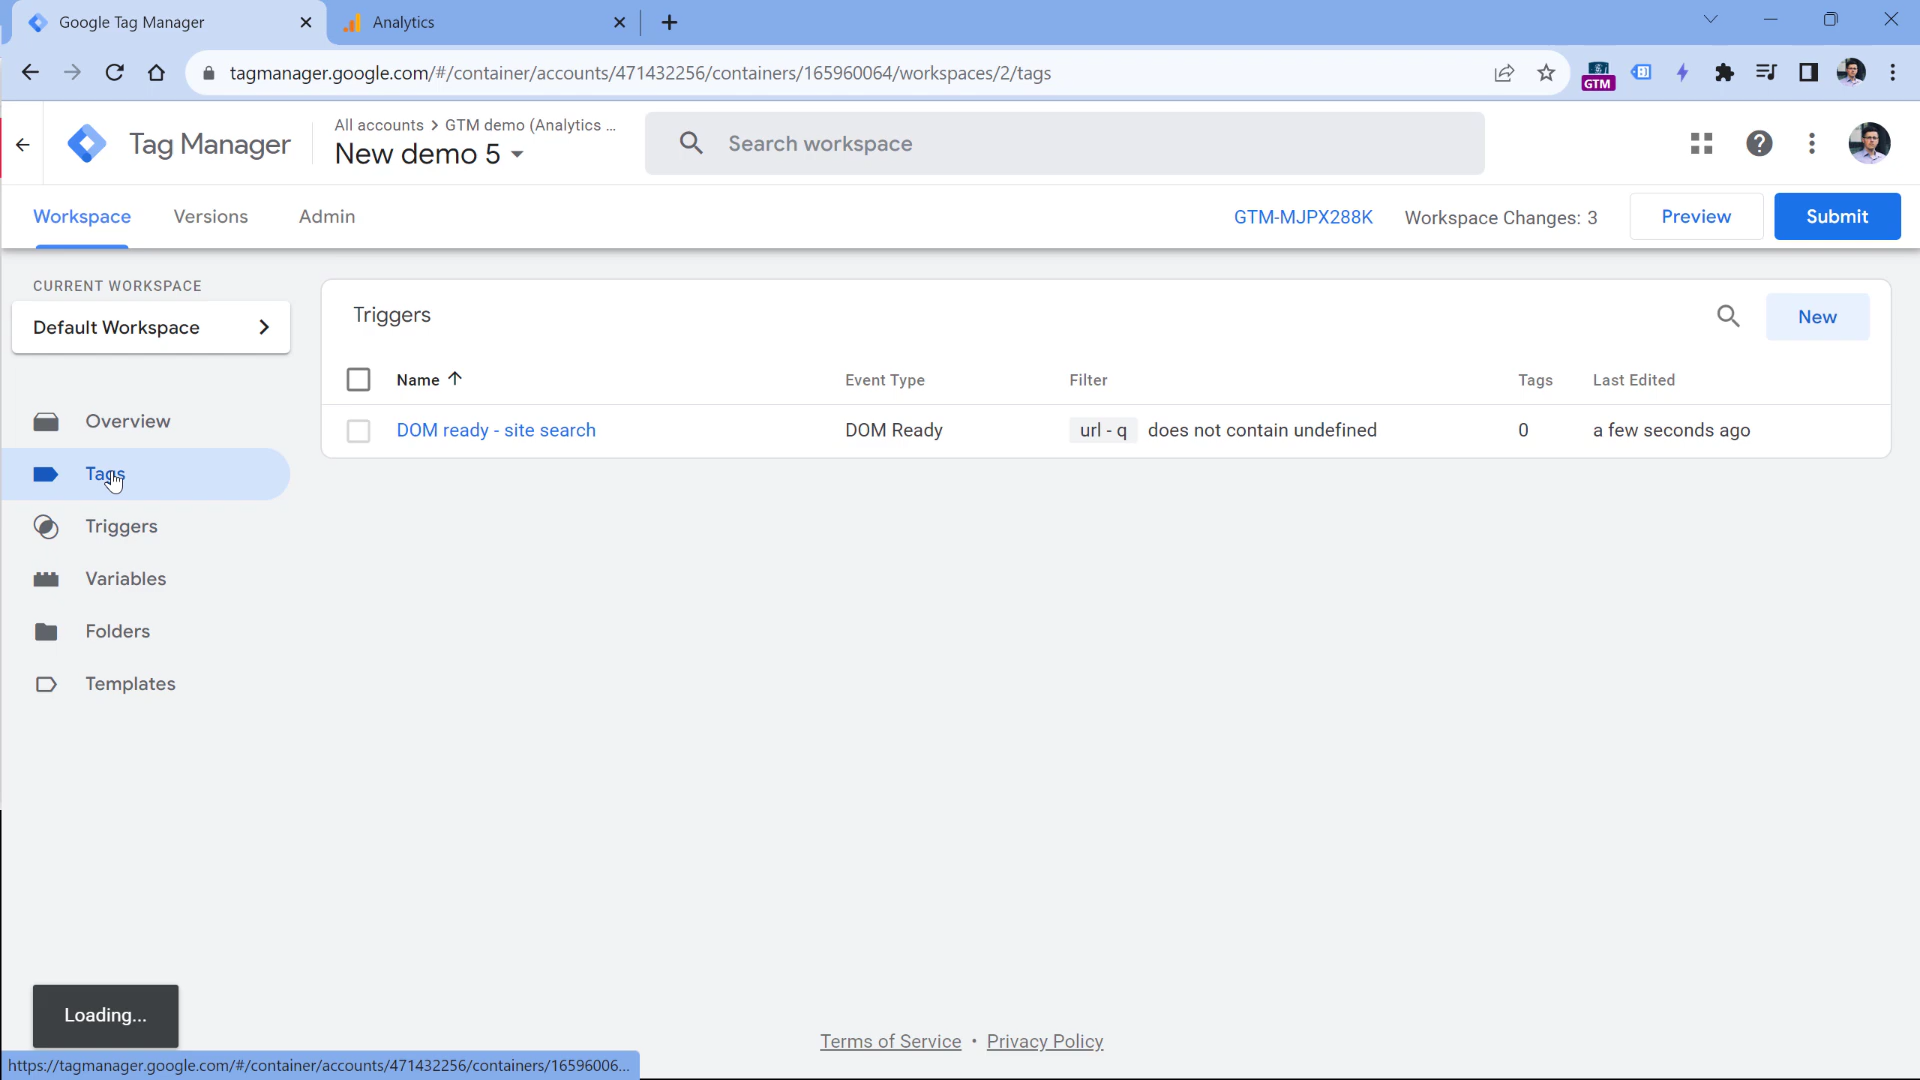 Google Tag Manager
Analytics
tagmanager.google.com/#/container/accounts/471432256/containers/165960064/workspaces/2/tags
GTM
Tag Manager
All accounts > GTM demo (Analytics ...
New demo 5
Search workspace
Workspace
Versions
Admin
GTM-MJPX288K
Workspace Changes: 3
Preview
Submit
CURRENT WORKSPACE
Default Workspace
Overview
Tags
Triggers
Variables
Folders
Templates
Triggers
New
Name
Event Type
Filter
Tags
Last Edited
DOM ready - site search
DOM Ready
url - q does not contain undefined
0
a few seconds ago
Loading...
Terms of Service • Privacy Policy
https://tagmanager.google.com/#/container/accounts/471432256/containers/16596006...